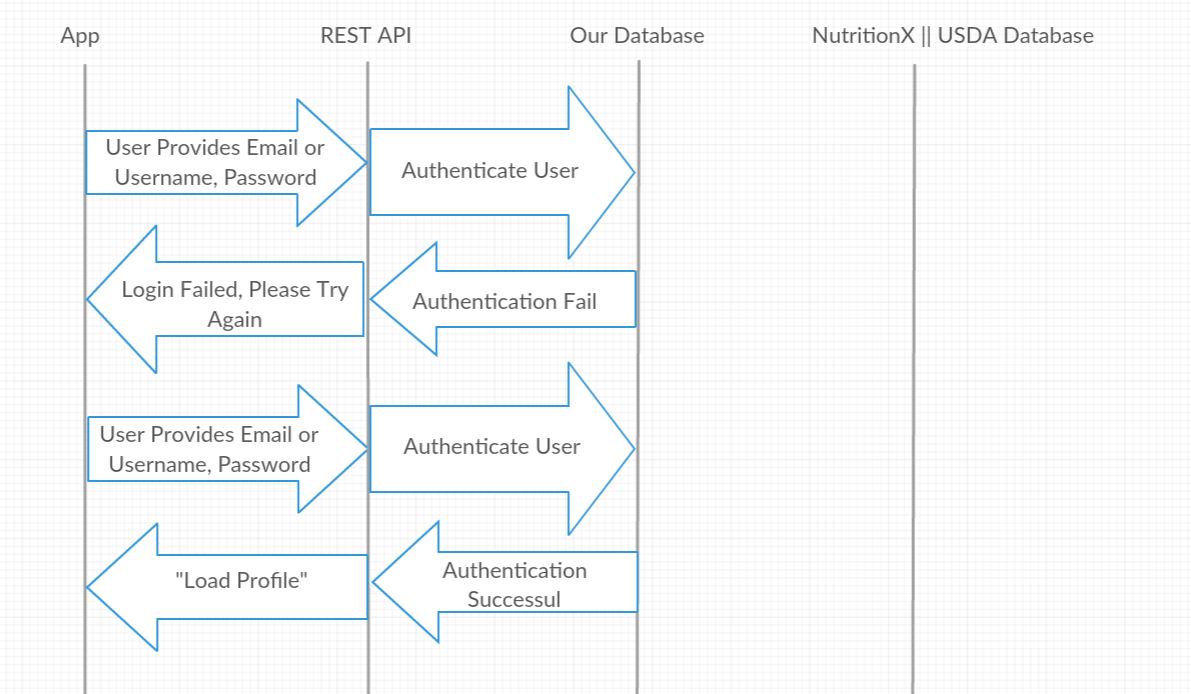 App
REST API
Our Database
NutritionX || USDA Database
User Provides Email or
Username, Password
Authenticate User
Login Failed, Please Try
Again
Authentication Fail
User Provides Email or
Username, Password
Authenticate User
"Load Profile"
Authentication
Successul